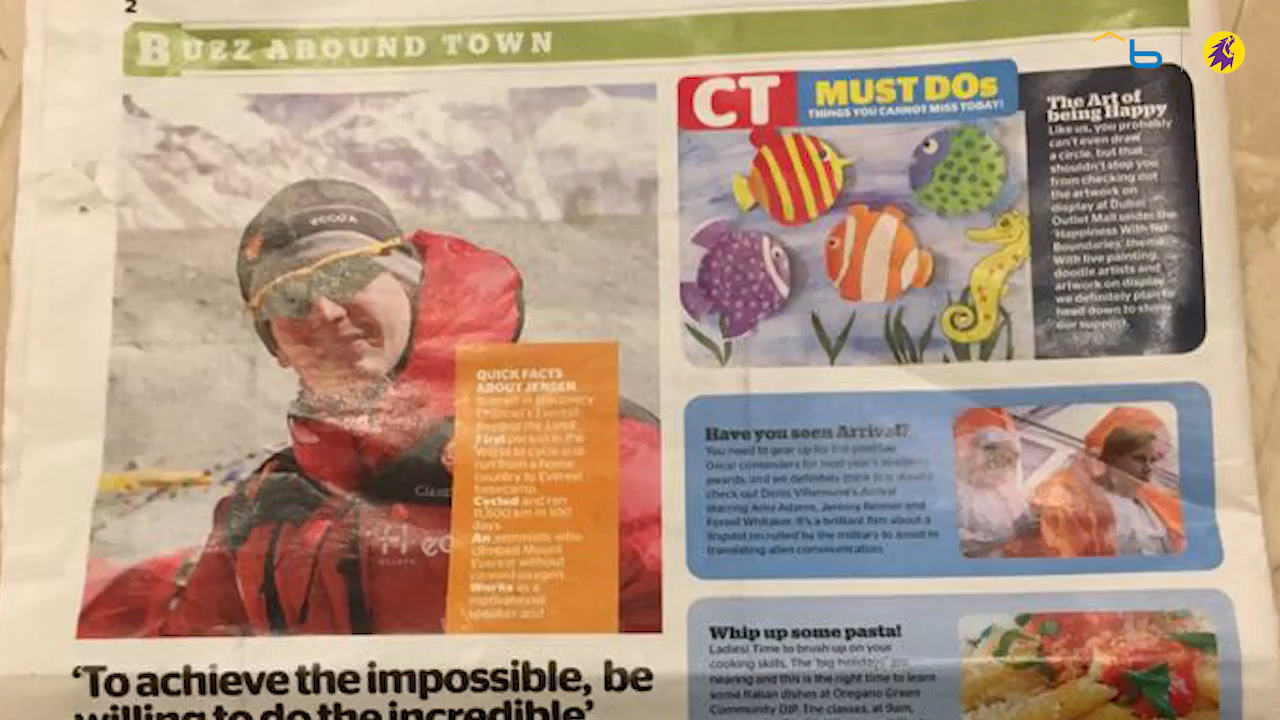 2
BUZZ AROUND TOWN
b
ECCO
QUICK FACTS
ABOUT JENSEN
Channel's Everest:
Beyond the Limit.
First person in the
World to cycle and
run from a home
country to Everest
basecamp.
Cycled and ran
in 100
days.
An who
climbed Mount
Everest without
oxygen.
Works as a
motivational
speaker and
'To achieve the impossible, be
willing to do the incredible'
CT MUST DOs
THINGS YOU CANNOT MISS TODAY!
The Art of
being Happy
Like us, you probably
can't even draw
a circle, but that
shouldn't stop you
from checking out
the artwork on
display at Dubai
Outlet Mall under the
'Happiness With No
Boundaries' theme.
With live painting,
doodle artists and
artwork on display,
we definitely plan to
head down to show
our support.
Have you seen Arrival?
You need to gear up for the
Oscar contenders for next year's
awards, and we definitely think you should
check out Denis Villeneuve's Arrival
starring Amy Adams, Jeremy Renner and
Forest Whitaker. It's a brilliant film about a
linguist recruited by the military to assist in
translating alien communication.
Whip up some pasta!
Ladies! Time to brush up on your
cooking skills. The 'big holidays' are
nearing and this is the right time to learn
some Italian dishes at Oregano Green
Community DIP. The classes, at 9am,